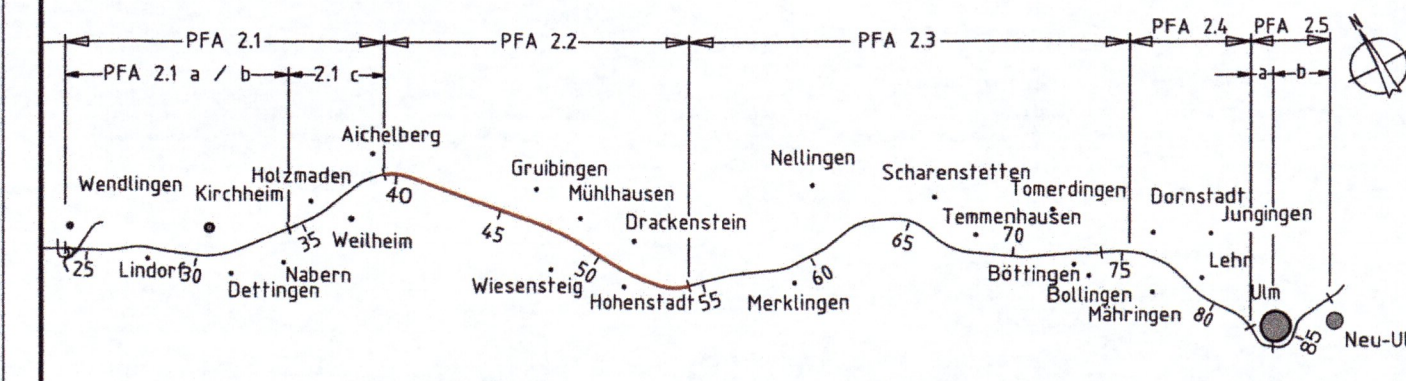 PFA 2.1
PFA 2.2
PFA 2.3
PFA 2.4
PFA 2.5
N
PFA 2.1 a / b
2.1 c
a
b
Aichelberg
Wendlingen
Kirchheim
Holzmaden
40
35
Weilheim
25
Lindorf
30
Dettingen
Nabern
Gruibingen
Mühlhausen
45
Drackenstein
50
Wiesensteig
Hohenstadt
55
Nellingen
60
Merklingen
Scharenstetten
Tomerdingen
65
Temmenhausen
70
Böttingen
75
Bollingen
Mähringen
Dornstadt
Jungingen
Lehr
80
Ulm
85